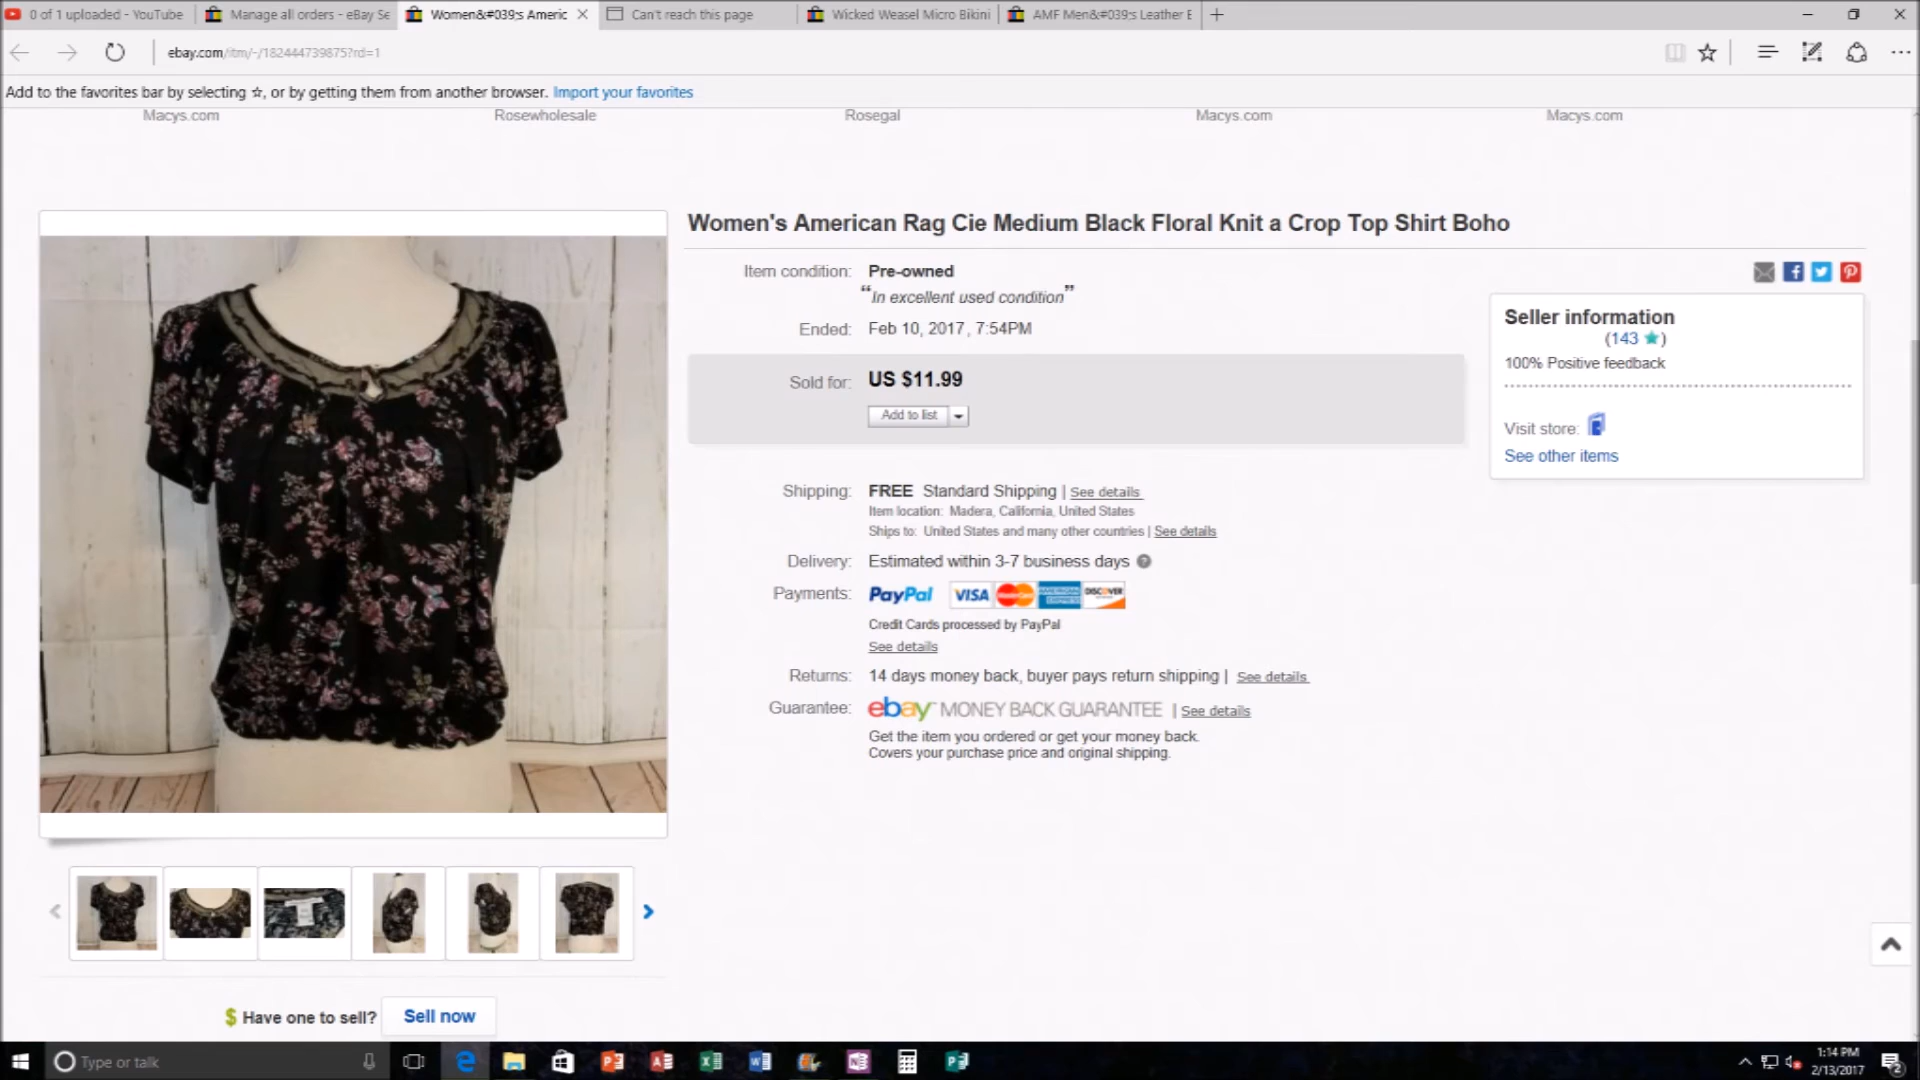 0 of 1 uploaded - YouTube
Manage all orders - eBay Se
Women&#039;s Americ
Can't reach this page
Wicked Weasel Micro Bikini
AMF Men&#039;s Leather E
ebay.com/itm/-/182444739875?rd=1
Add to the favorites bar by selecting ☆, or by getting them from another browser. Import your favorites
Macys.com
Rosewholesale
Rosegal
Macys.com
Macys.com
Women's American Rag Cie Medium Black Floral Knit a Crop Top Shirt Boho
Item condition: Pre-owned
“In excellent used condition”
Ended: Feb 10, 2017, 7:54PM
Sold for: US $11.99
Add to list
Seller information
(143 ★)
100% Positive feedback
Visit store:
See other items
Shipping: FREE Standard Shipping | See details
Item location: Madera, California, United States
Ships to: United States and many other countries | See details
Delivery: Estimated within 3-7 business days
Payments: PayPal VISA MasterCard AMERICAN EXPRESS DISCOVER
Credit Cards processed by PayPal
See details
Returns: 14 days money back, buyer pays return shipping | See details
Guarantee: ebay MONEY BACK GUARANTEE | See details
Get the item you ordered or get your money back.
Covers your purchase price and original shipping.
$ Have one to sell? Sell now
Type or talk
1:14 PM
2/13/2017
2